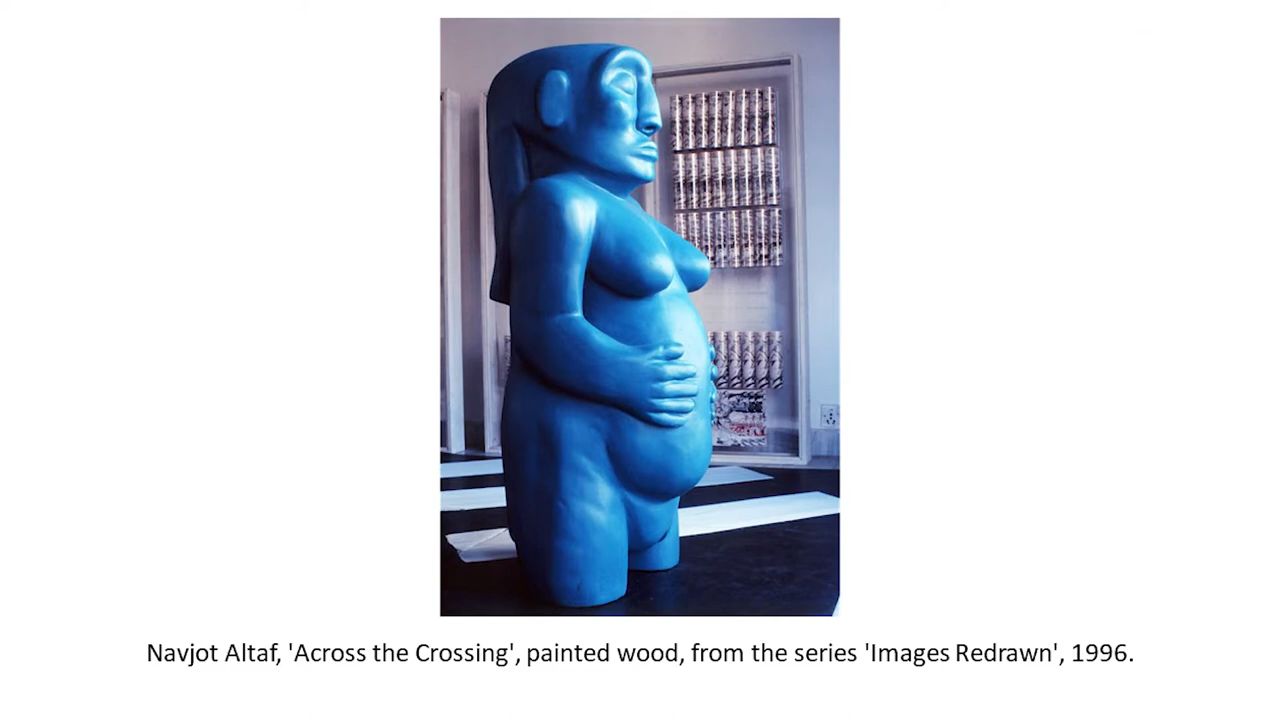 Navjot Altaf, 'Across the Crossing', painted wood, from the series 'Images Redrawn', 1996.